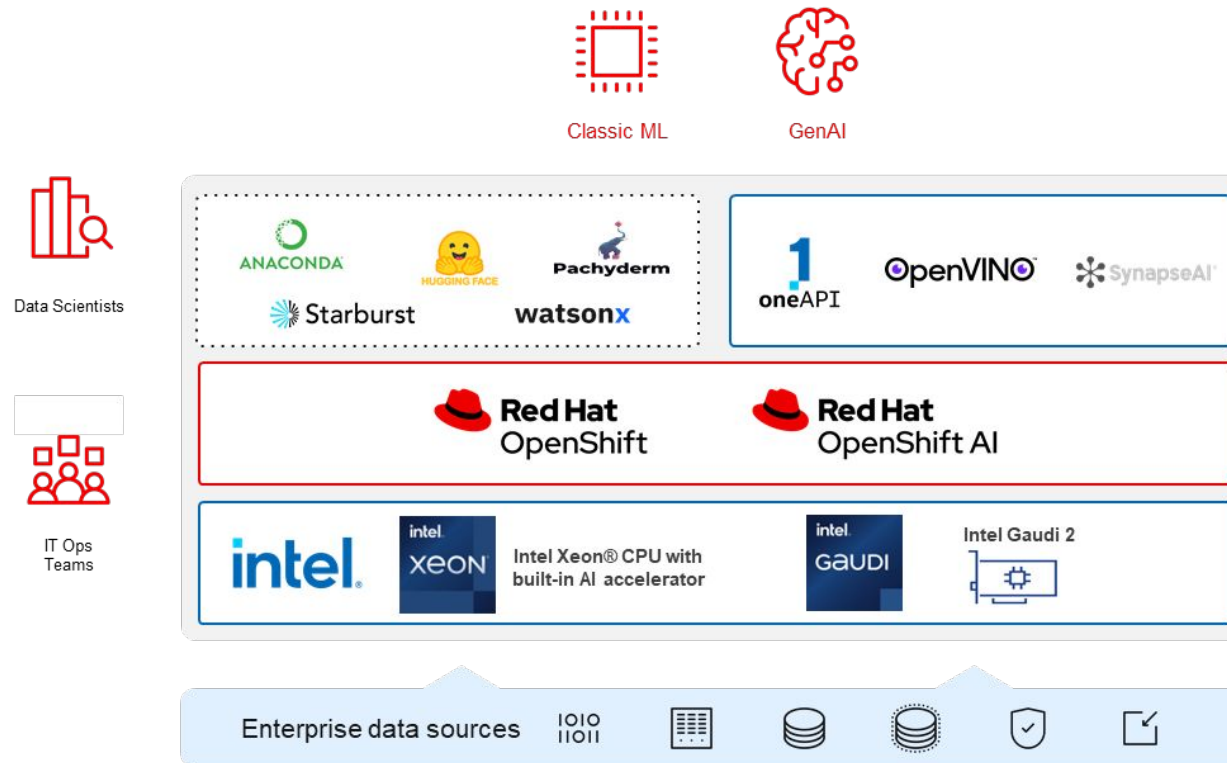 Classic ML
GenAI
Data Scientists
ANACONDA
HUGGING FACE
Pachyderm
Starburst
watsonx
oneAPI
OpenVINO™
SynapseAI®
Red Hat
OpenShift
Red Hat
OpenShift AI
IT Ops
Teams
intel®
intel.
xeon®
Intel Xeon® CPU with
built-in AI accelerator
intel.
GAUDI
Intel Gaudi 2
Enterprise data sources
1010
11011